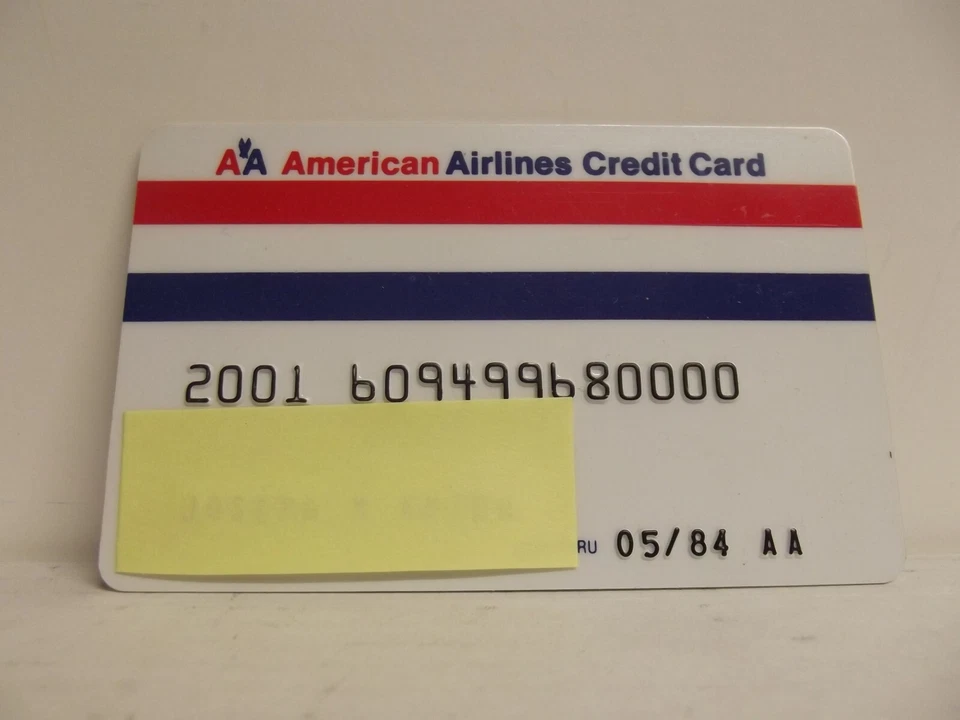 AA American Airlines Credit Card
2001 609499680000
RU 05/84 AA